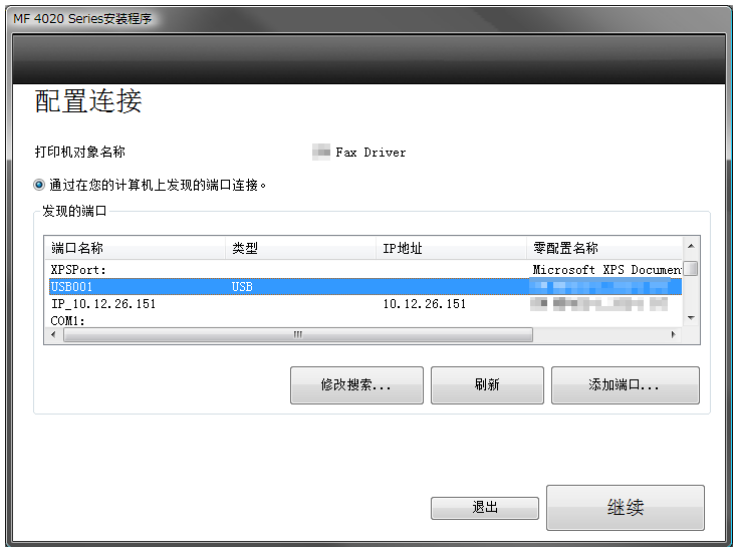 MF 4020 Series安装程序
配置连接
打印机对象名称 Fax Driver
通过在您的计算机上发现的端口连接。
发现的端口
端口名称 类型 IP地址 零配置名称
XPSPort: Microsoft XPS Documen
USB001 USB
IP_10.12.26.151 10.12.26.151
COM1:
修改搜索... 刷新 添加端口...
退出 继续